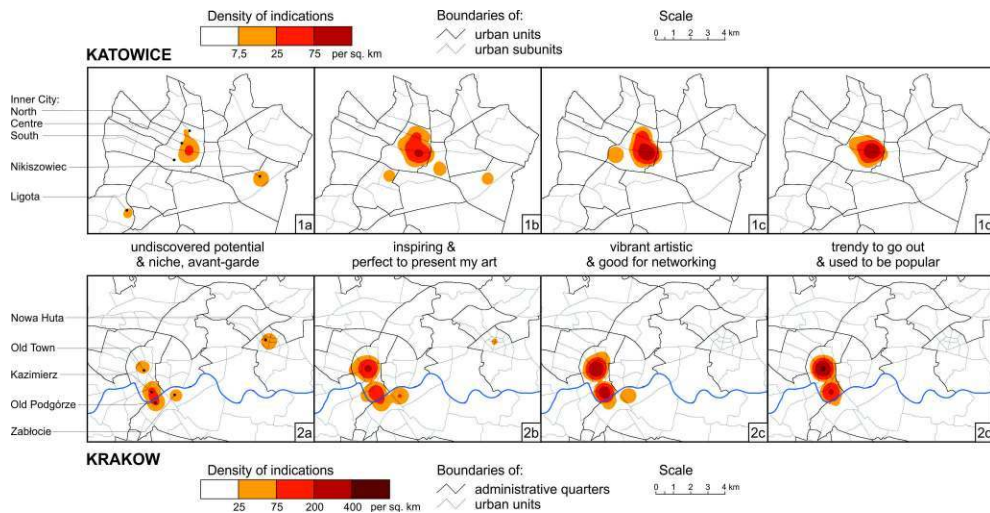 Density of indications
7,5 25 75 per sq. km
Boundaries of:
urban units
urban subunits
Scale
0 1 2 3 4 km
KATOWICE
Inner City:
North
Centre
South
Nikiszowiec
Ligota
1a
1b
1c
1d
undiscovered potential
& niche, avant-garde
inspiring &
perfect to present my art
vibrant artistic
& good for networking
trendy to go out
& used to be popular
Nowa Huta
Old Town
Kazimierz
Old Podgórze
Zabłocie
2a
2b
2c
2d
KRAKOW
Density of indications
25 75 200 400 per sq. km
Boundaries of:
administrative quarters
urban units
Scale
0 1 2 3 4 km